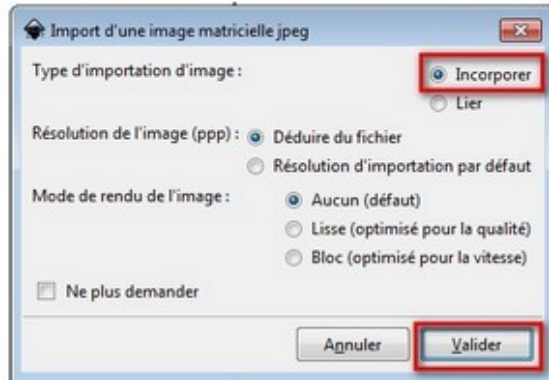 Import d'une image matricielle jpeg
Type d'importation d'image :
Incorporer
Lier
Résolution de l'image (ppp) :
Déduire du fichier
Résolution d'importation par défaut
Mode de rendu de l'image :
Aucun (défaut)
Lisse (optimisé pour la qualité)
Bloc (optimisé pour la vitesse)
Ne plus demander
Annuler
Valider